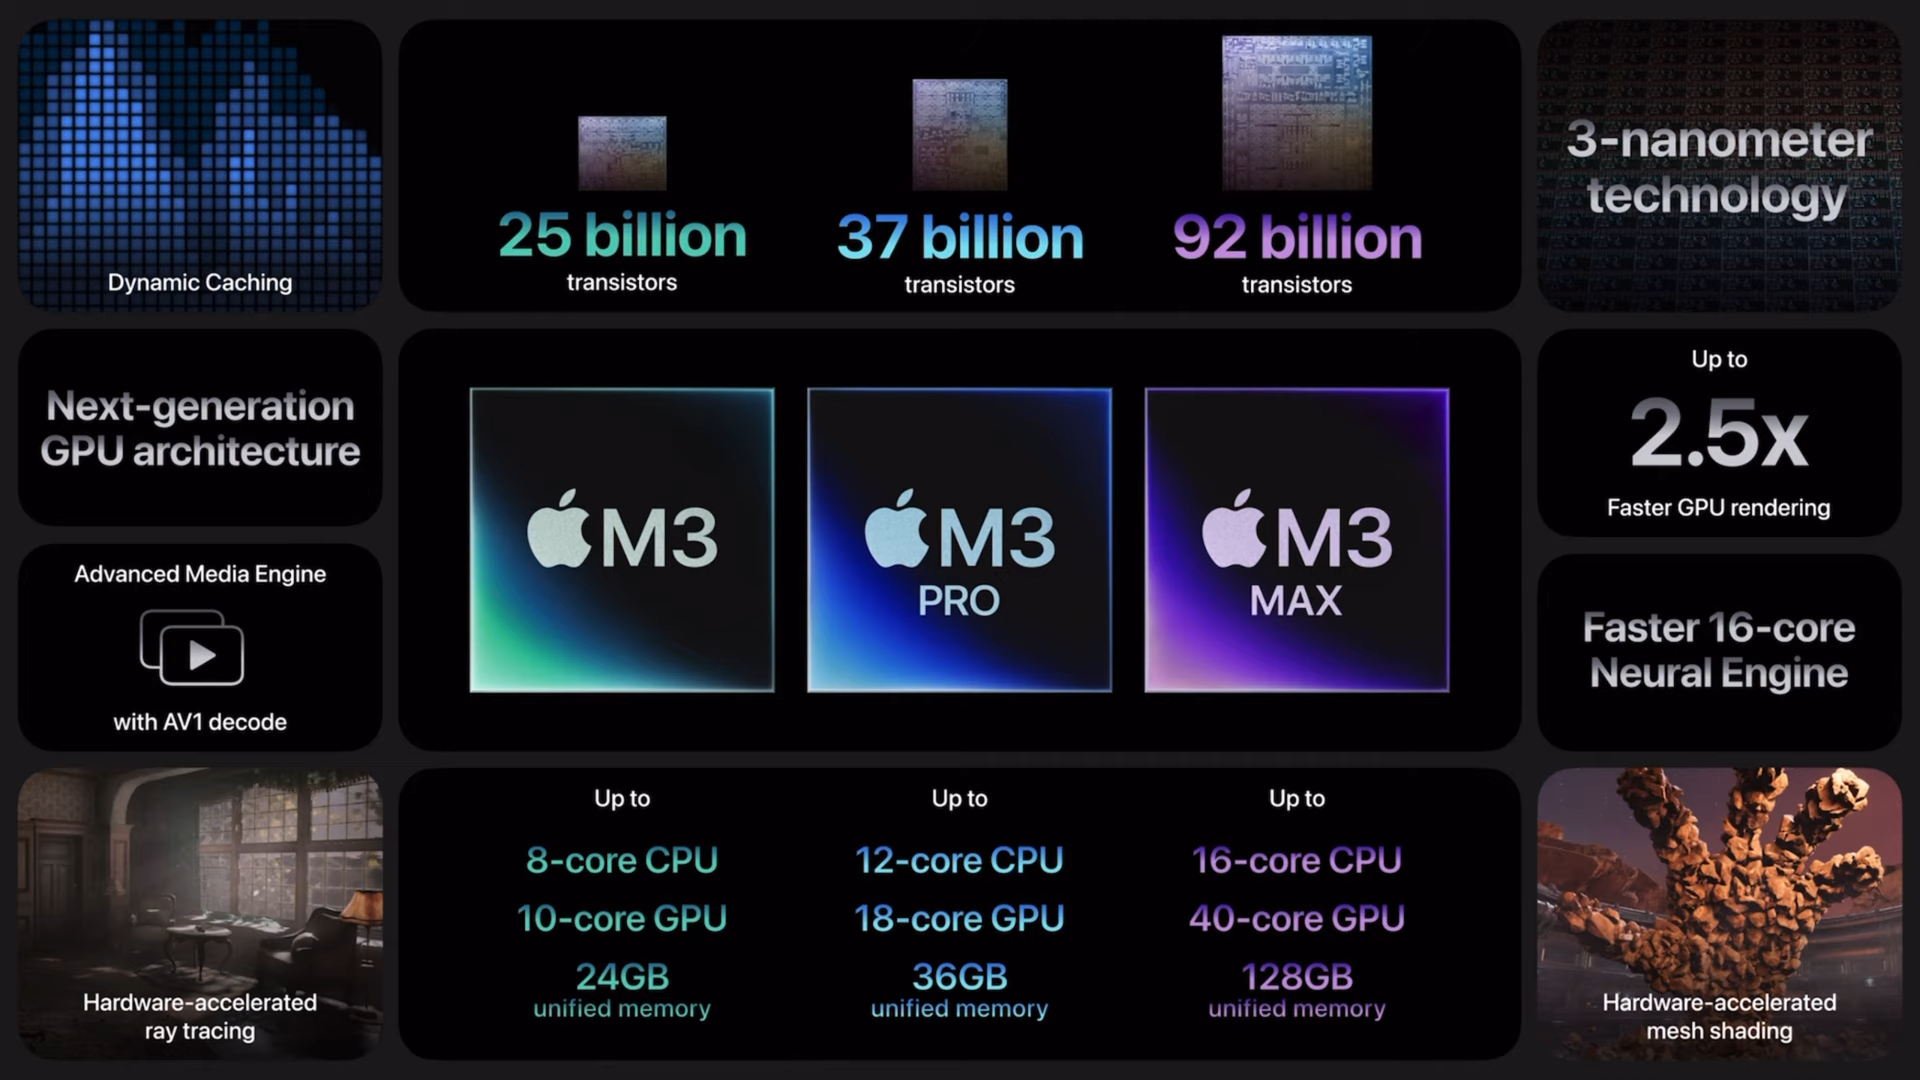 Dynamic Caching
25 billion
transistors
37 billion
transistors
92 billion
transistors
3-nanometer
technology
Next-generation
GPU architecture
M3
M3
PRO
M3
MAX
Up to
2.5x
Faster GPU rendering
Advanced Media Engine
with AV1 decode
Faster 16-core
Neural Engine
Hardware-accelerated
ray tracing
Up to
8-core CPU
10-core GPU
24GB
unified memory
Up to
12-core CPU
18-core GPU
36GB
unified memory
Up to
16-core CPU
40-core GPU
128GB
unified memory
Hardware-accelerated
mesh shading